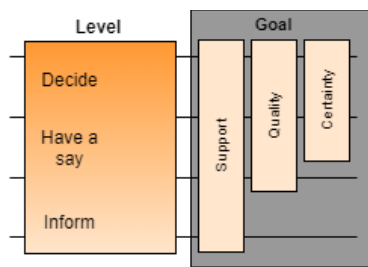 Level
Goal
Decide
Have a
say
Inform
Support
Quality
Certainty